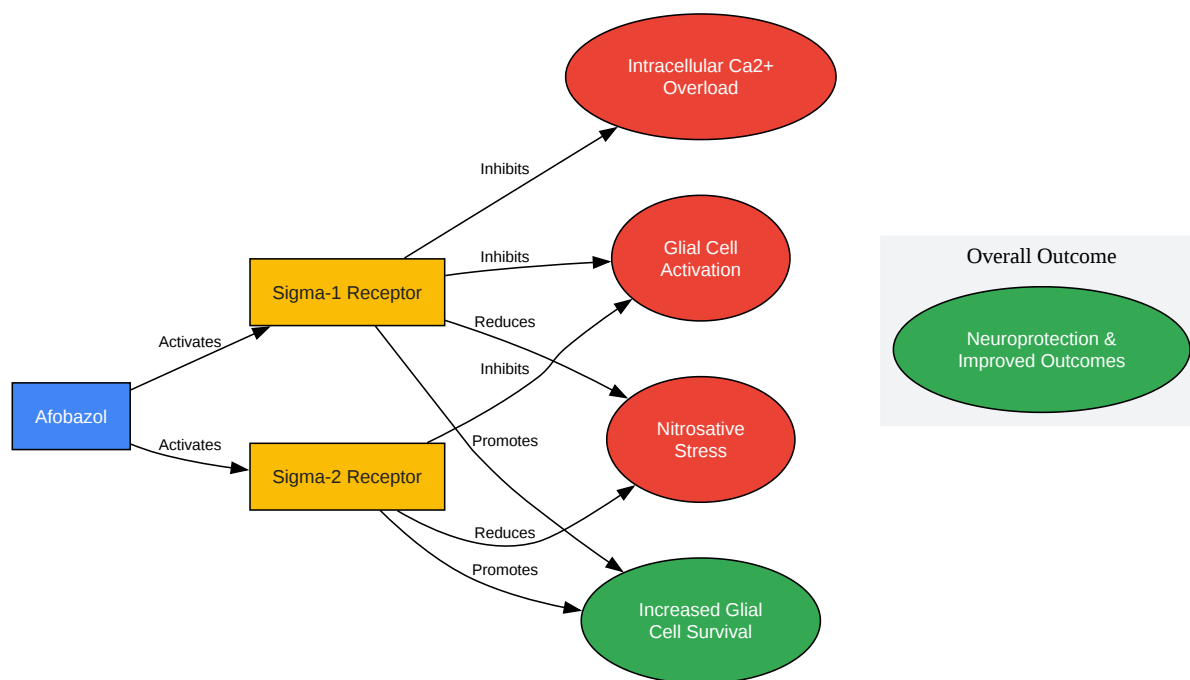 Intracellular Ca2+
Overload
Inhibits
Glial Cell
Activation
Inhibits
Overall Outcome
Sigma-1 Receptor
Reduces
Neuroprotection &
Improved Outcomes
Activates
Inhibits
Afobazol
Activates
Promotes
Nitrosative
Stress
Sigma-2 Receptor
Reduces
Promotes
Increased Glial
Cell Survival